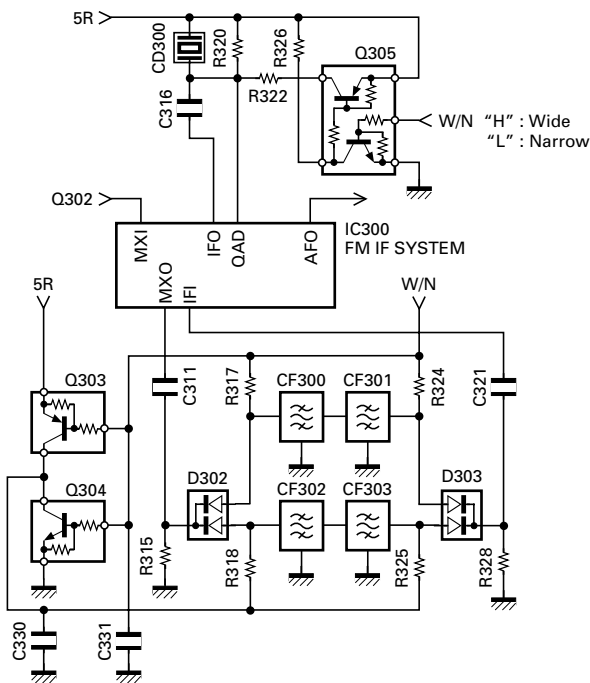 5R
CD300
R320
R326
Q305
R322
C316
W/N "H" : Wide
"L" : Narrow
Q302
MXI
IFO
QAD
AFO
IC300
FM IF SYSTEM
MXO
IFI
5R
W/N
Q303
C311
R317
CF300
CF301
R324
C321
Q304
D302
CF302
CF303
D303
R315
R318
R325
R328
C330
C331